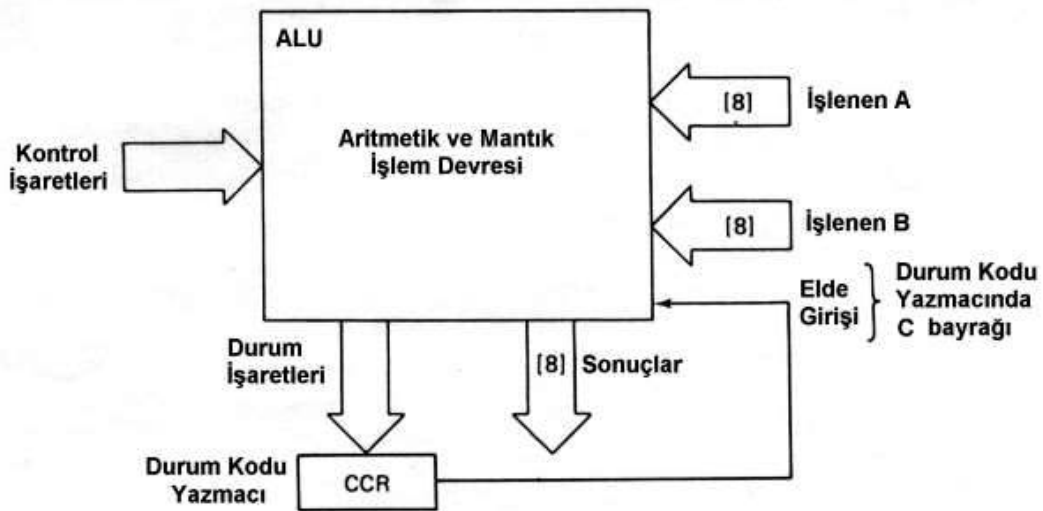 ALU
Aritmetik ve Mantık
İşlem Devresi
Kontrol
İşaretleri
[8]
İşlenen A
[8]
İşlenen B
Elde
Girişi
Durum Kodu
Yazmacında
C bayrağı
Durum
İşaretleri
[8] Sonuçlar
Durum Kodu
Yazmacı
CCR